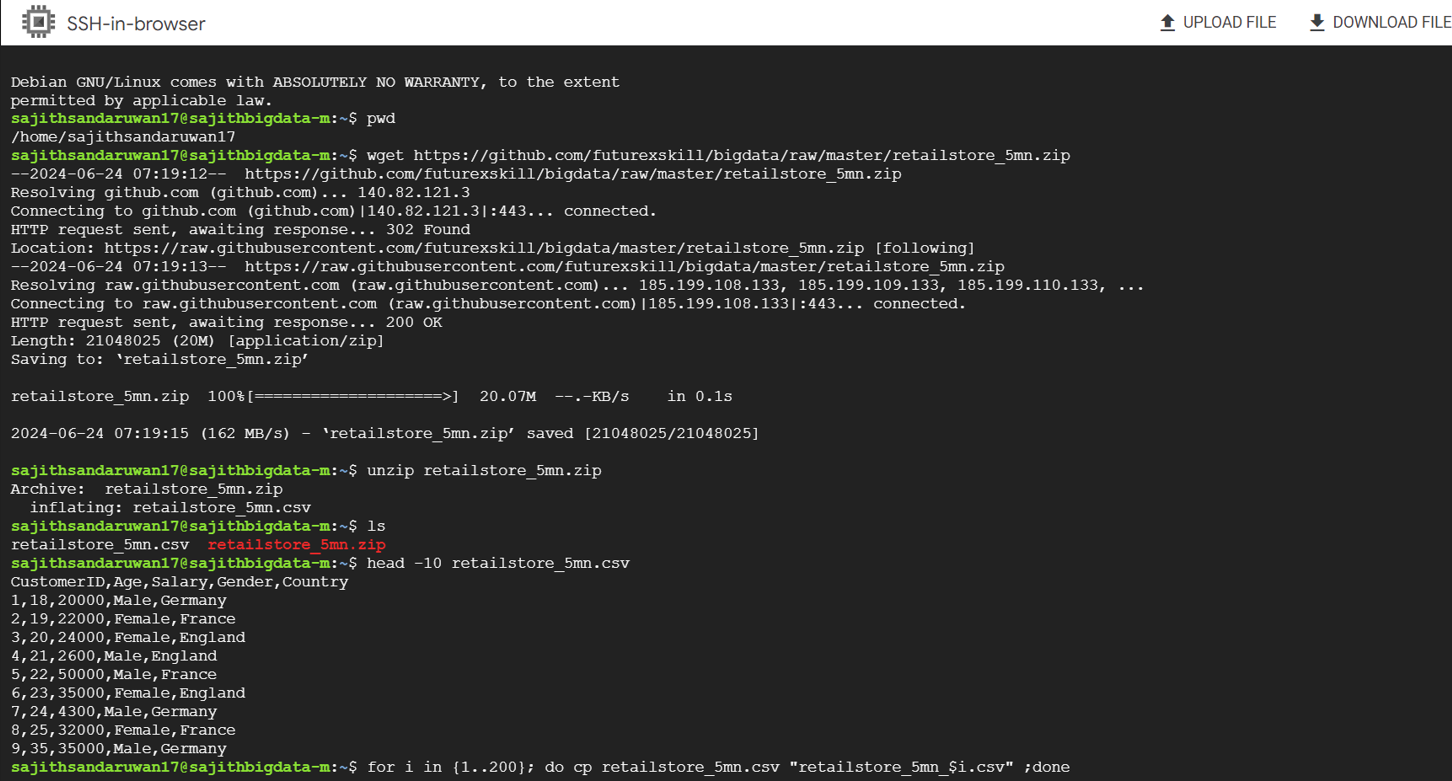 SSH-in-browser
UPLOAD FILE
DOWNLOAD FILE
Debian GNU/Linux comes with ABSOLUTELY NO WARRANTY, to the extent
permitted by applicable law.
sajithsandaruwan17@sajithbigdata-m:~$ pwd
/home/sajithsandaruwan17
sajithsandaruwan17@sajithbigdata-m:~$ wget https://github.com/futurexskill/bigdata/raw/master/retailstore_5mn.zip
--2024-06-24 07:19:12--  https://github.com/futurexskill/bigdata/raw/master/retailstore_5mn.zip
Resolving github.com (github.com)... 140.82.121.3
Connecting to github.com (github.com)|140.82.121.3|:443... connected.
HTTP request sent, awaiting response... 302 Found
Location: https://raw.githubusercontent.com/futurexskill/bigdata/master/retailstore_5mn.zip [following]
--2024-06-24 07:19:13--  https://raw.githubusercontent.com/futurexskill/bigdata/master/retailstore_5mn.zip
Resolving raw.githubusercontent.com (raw.githubusercontent.com)... 185.199.108.133, 185.199.109.133, 185.199.110.133, ...
Connecting to raw.githubusercontent.com (raw.githubusercontent.com)|185.199.108.133|:443... connected.
HTTP request sent, awaiting response... 200 OK
Length: 21048025 (20M) [application/zip]
Saving to: ‘retailstore_5mn.zip’
retailstore_5mn.zip  100%[====================>]  20.07M  --.-KB/s    in 0.1s
2024-06-24 07:19:15 (162 MB/s) - ‘retailstore_5mn.zip’ saved [21048025/21048025]
sajithsandaruwan17@sajithbigdata-m:~$ unzip retailstore_5mn.zip
Archive:  retailstore_5mn.zip
  inflating: retailstore_5mn.csv
sajithsandaruwan17@sajithbigdata-m:~$ ls
retailstore_5mn.csv  retailstore_5mn.zip
sajithsandaruwan17@sajithbigdata-m:~$ head -10 retailstore_5mn.csv
CustomerID,Age,Salary,Gender,Country
1,18,20000,Male,Germany
2,19,22000,Female,France
3,20,24000,Female,England
4,21,2600,Male,England
5,22,50000,Male,France
6,23,35000,Female,England
7,24,4300,Male,Germany
8,25,32000,Female,France
9,35,35000,Male,Germany
sajithsandaruwan17@sajithbigdata-m:~$ for i in {1..200}; do cp retailstore_5mn.csv "retailstore_5mn_$i.csv" ;done